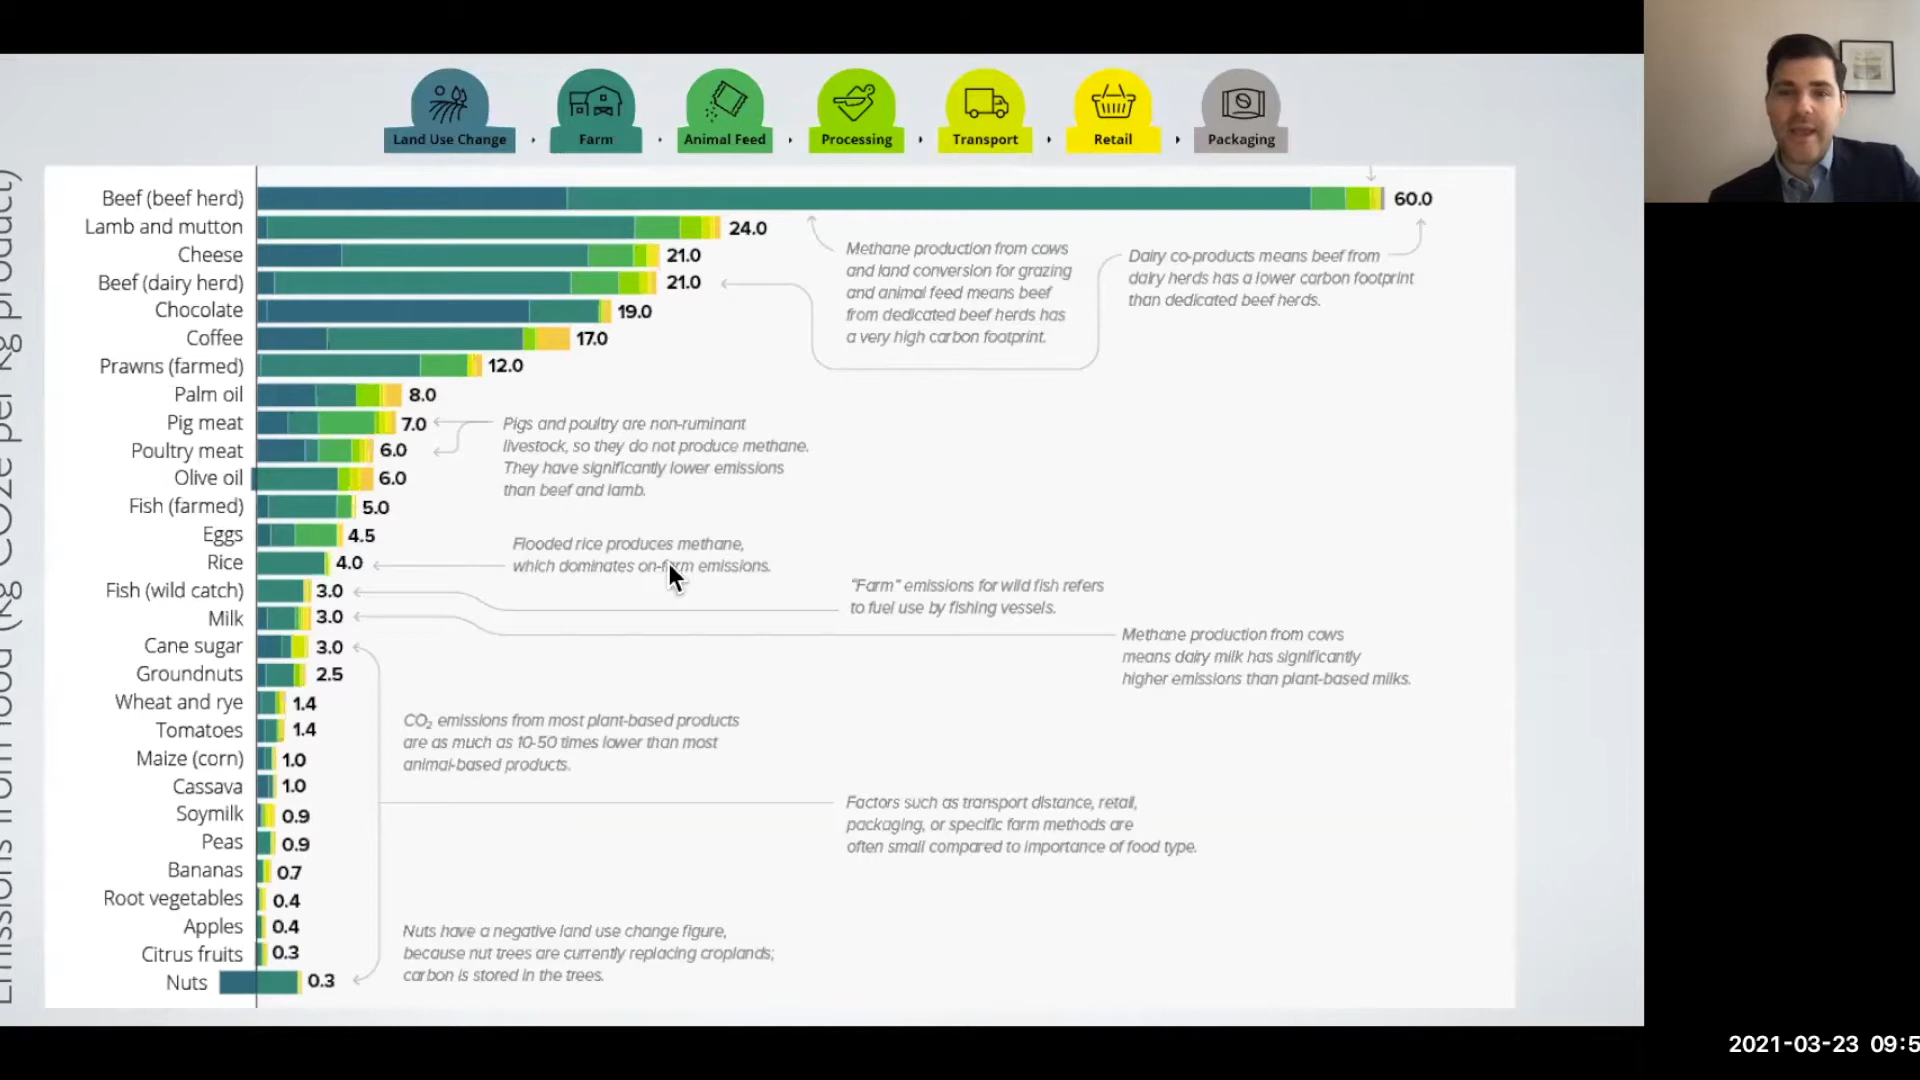 Land Use Change
Farm
Animal Feed
Processing
Transport
Retail
Packaging
Emissions from food (kg CO2e per kg product)
Beef (beef herd) 60.0
Lamb and mutton 24.0
Cheese 21.0
Beef (dairy herd) 21.0
Chocolate 19.0
Coffee 17.0
Prawns (farmed) 12.0
Palm oil 8.0
Pig meat 7.0
Poultry meat 6.0
Olive oil 6.0
Fish (farmed) 5.0
Eggs 4.5
Rice 4.0
Fish (wild catch) 3.0
Milk 3.0
Cane sugar 3.0
Groundnuts 2.5
Wheat and rye 1.4
Tomatoes 1.4
Maize (corn) 1.0
Cassava 1.0
Soymilk 0.9
Peas 0.9
Bananas 0.7
Root vegetables 0.4
Apples 0.4
Citrus fruits 0.3
Nuts 0.3
Methane production from cows
and land conversion for grazing
and animal feed means beef
from dedicated beef herds has
a very high carbon footprint.
Dairy co-products means beef from
dairy herds has a lower carbon footprint
than dedicated beef herds.
Pigs and poultry are non-ruminant
livestock, so they do not produce methane.
They have significantly lower emissions
than beef and lamb.
Flooded rice produces methane,
which dominates on-farm emissions.
"Farm" emissions for wild fish refers
to fuel use by fishing vessels.
Methane production from cows
means dairy milk has significantly
higher emissions than plant-based milks.
CO₂ emissions from most plant-based products
are as much as 10-50 times lower than most
animal-based products.
Factors such as transport distance, retail,
packaging, or specific farm methods are
often small compared to importance of food type.
Nuts have a negative land use change figure,
because nut trees are currently replacing croplands;
carbon is stored in the trees.
2021-03-23 09:5